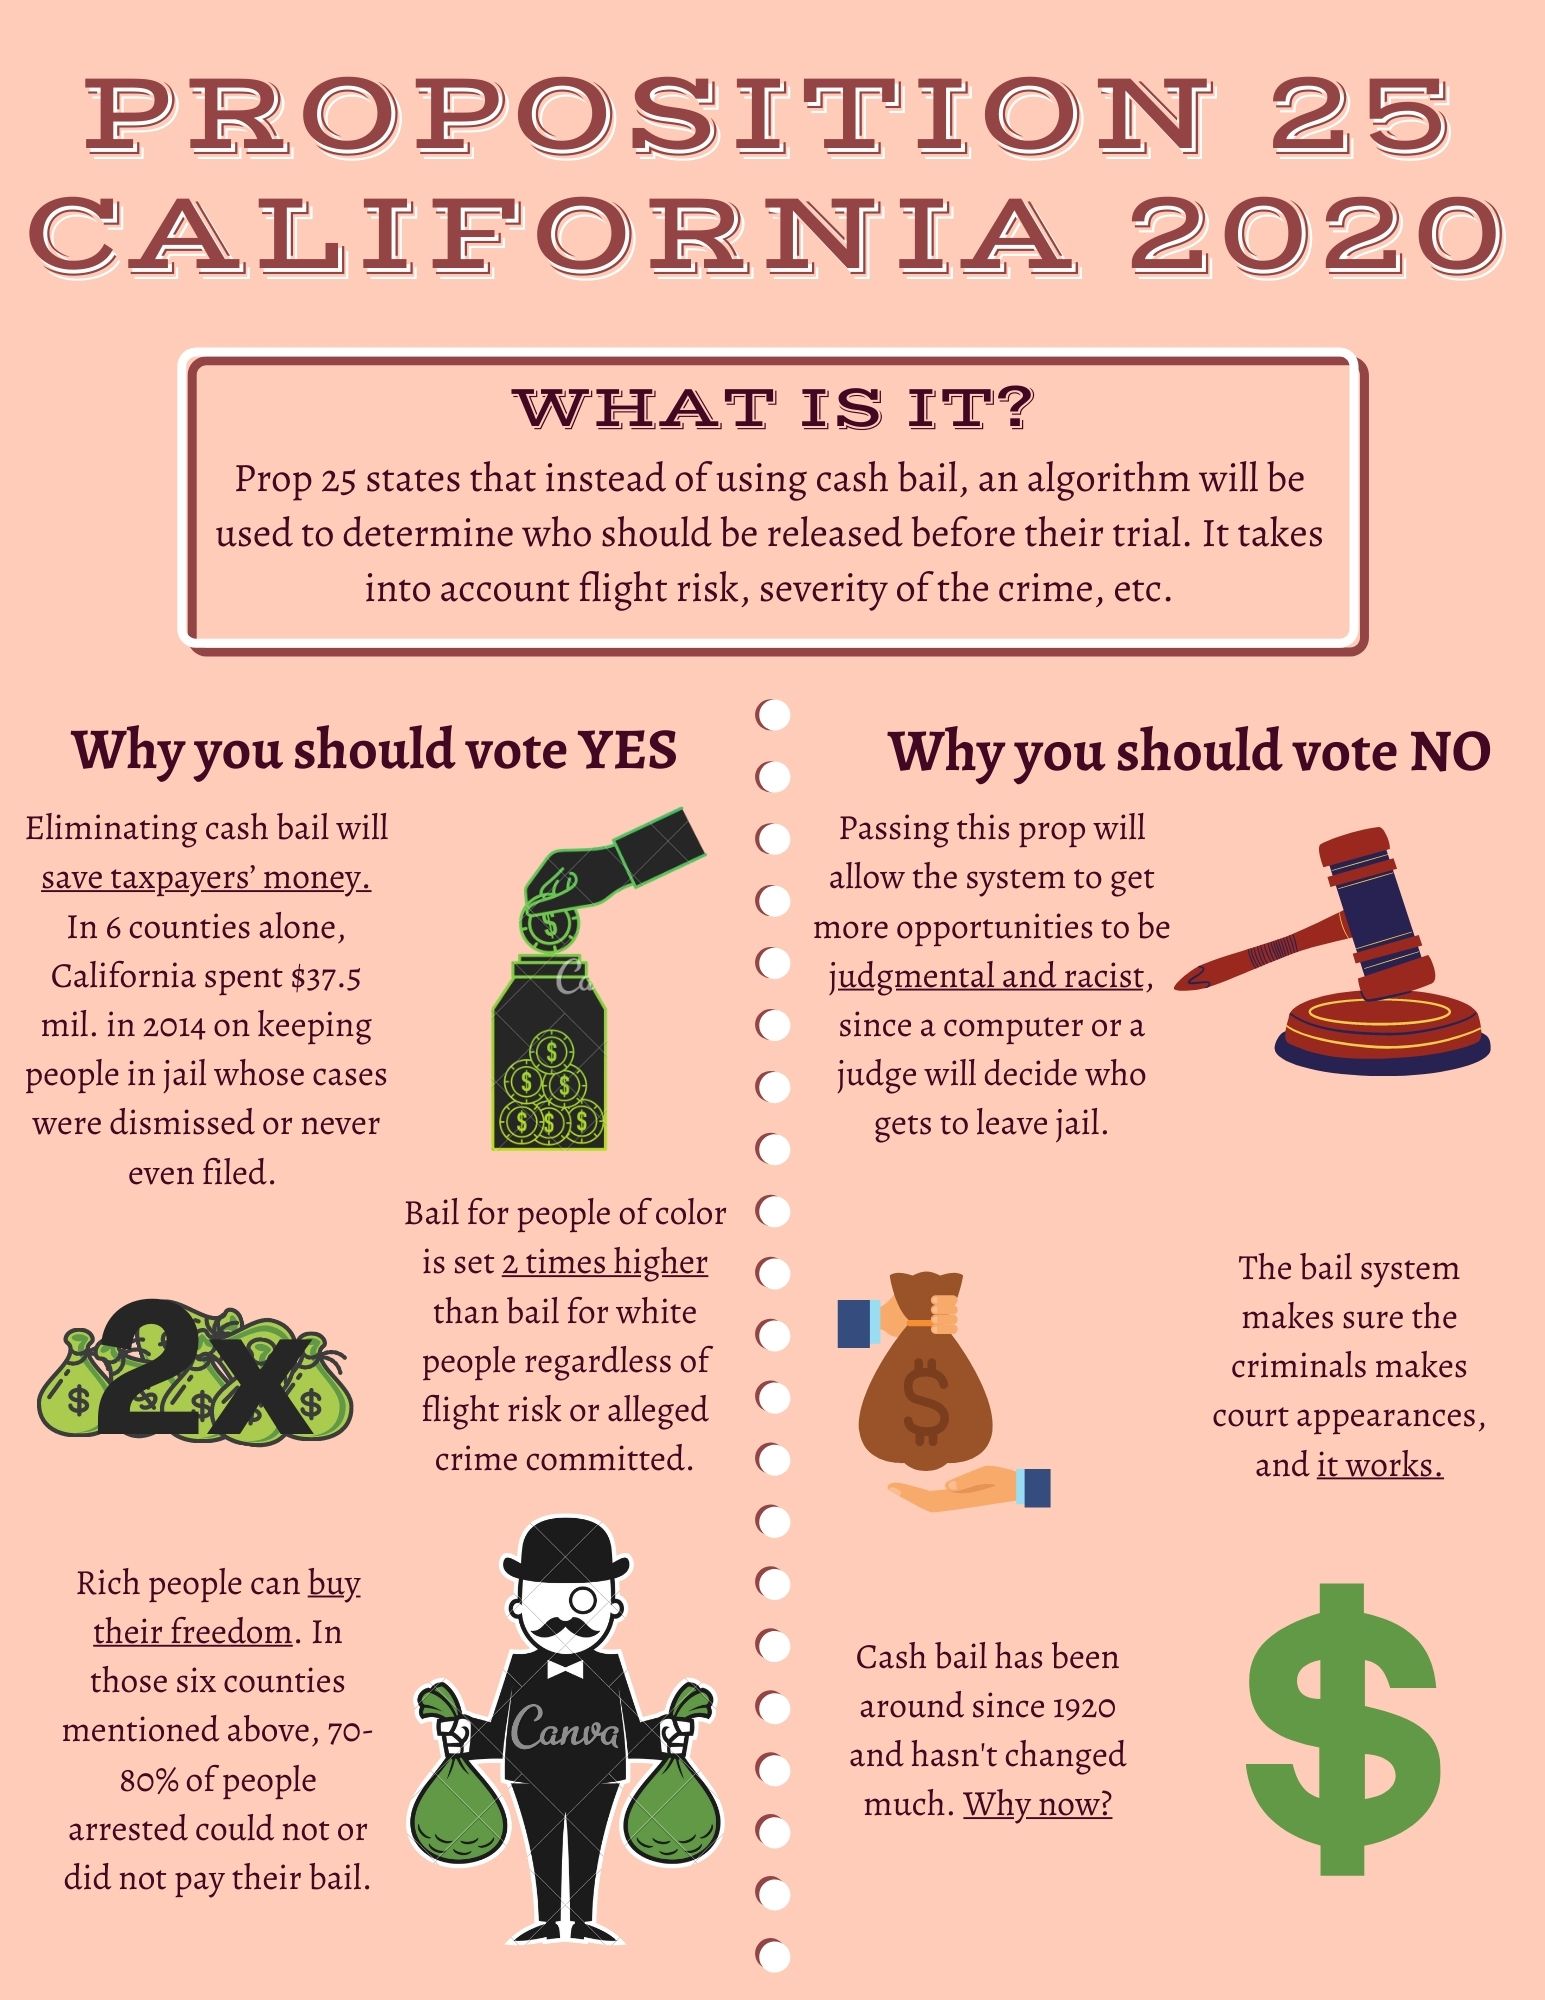 PROPOSITION 25
CALIFORNIA 2020
WHAT IS IT?
Prop 25 states that instead of using cash bail, an algorithm will be
used to determine who should be released before their trial. It takes
into account flight risk, severity of the crime, etc.
Why you should vote YES
Eliminating cash bail will
save taxpayers’ money.
In 6 counties alone,
California spent $37.5
mil. in 2014 on keeping
people in jail whose cases
were dismissed or never
even filed.
$
Ca
$
$ $
$ $ $
Bail for people of color
is set 2 times higher
than bail for white
people regardless of
flight risk or alleged
crime committed.
2x
$ $ $ $ $
Rich people can buy
their freedom. In
those six counties
mentioned above, 70-
80% of people
arrested could not or
did not pay their bail.
Canva
Why you should vote NO
Passing this prop will
allow the system to get
more opportunities to be
judgmental and racist,
since a computer or a
judge will decide who
gets to leave jail.
$
The bail system
makes sure the
criminals makes
court appearances,
and it works.
Cash bail has been
around since 1920
and hasn't changed
much. Why now?
$